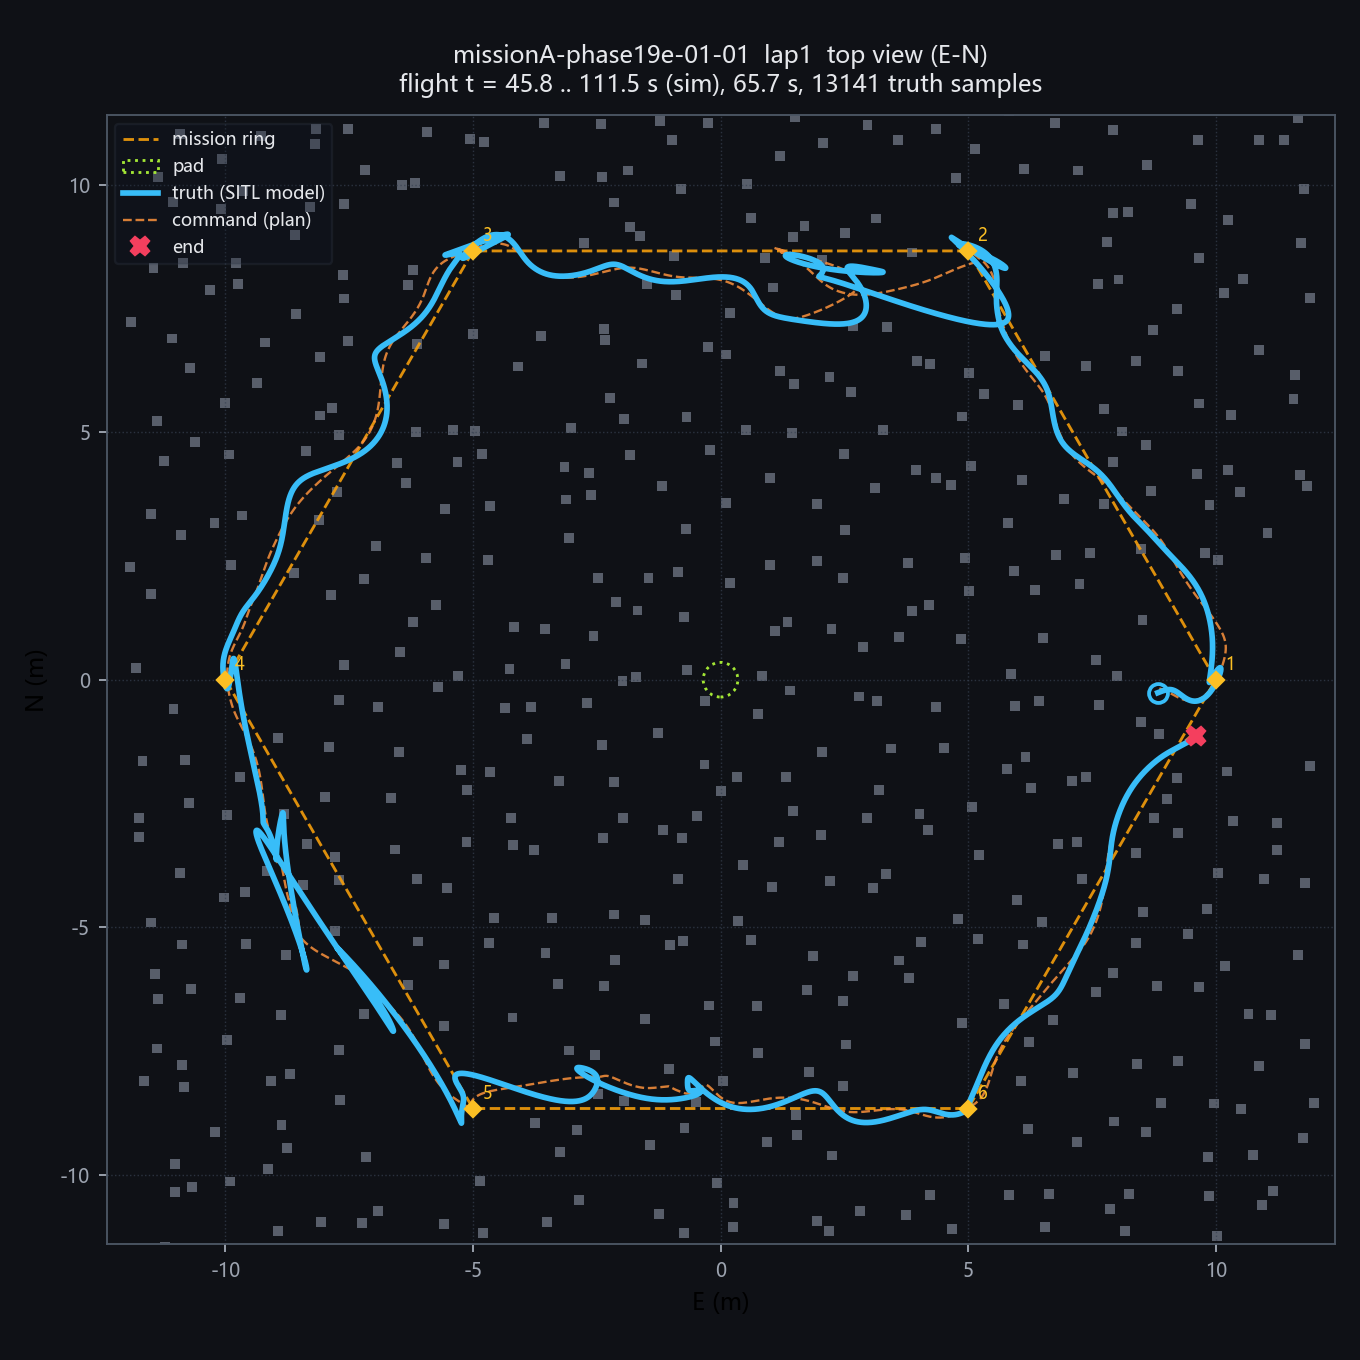 missionA-phase19e-01-01  lap1  top view (E-N)
flight t = 45.8 .. 111.5 s (sim), 65.7 s, 13141 truth samples
mission ring
pad
truth (SITL model)
command (plan)
end
10
5
0
-5
-10
N (m)
3
2
4
1
5
6
-10
-5
0
5
10
E (m)